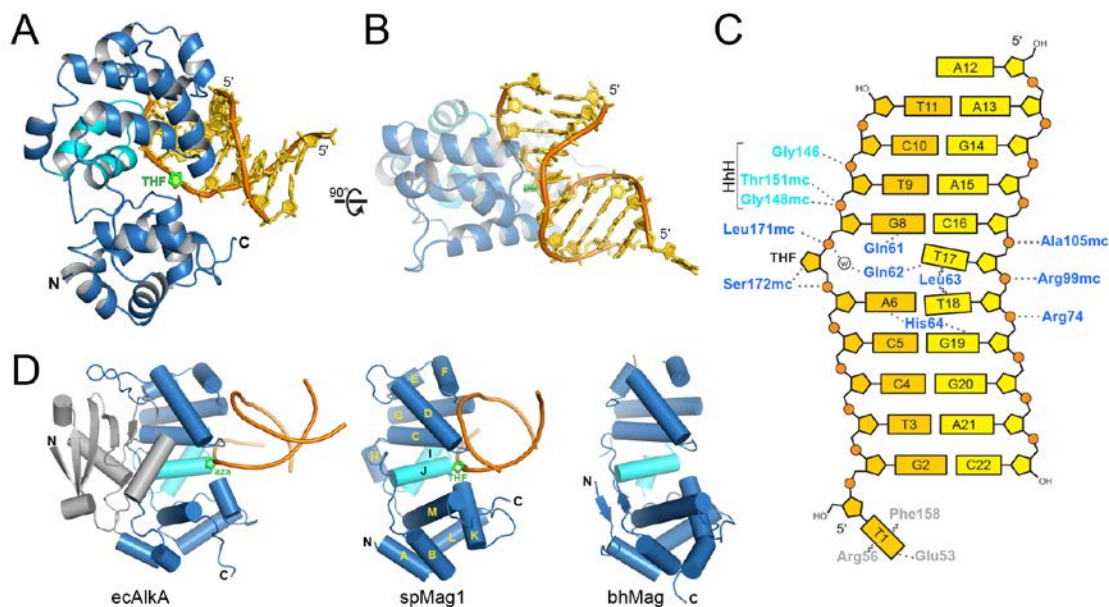 A
THF
5'
5'
N
C
90°
B
5'
5'
C
5'
OH
A12
HO
T11
A13
C10
G14
Gly146
HhH
Thr151mc
T9
A15
Gly148mc
Leu171mc
G8
C16
Gln61
Ala105mc
THF
w
Gln62
T17
Leu63
Arg99mc
Ser172mc
A6
T18
His64
Arg74
C5
G19
C4
G20
T3
A21
G2
C22
OH
HO
5'
T1
Phe158
Arg56
Glu53
D
N
aza
C
ecAlkA
E
F
G
D
C
H
I
J
THF
C
M
N
L
K
A
B
spMag1
N
C
bhMag